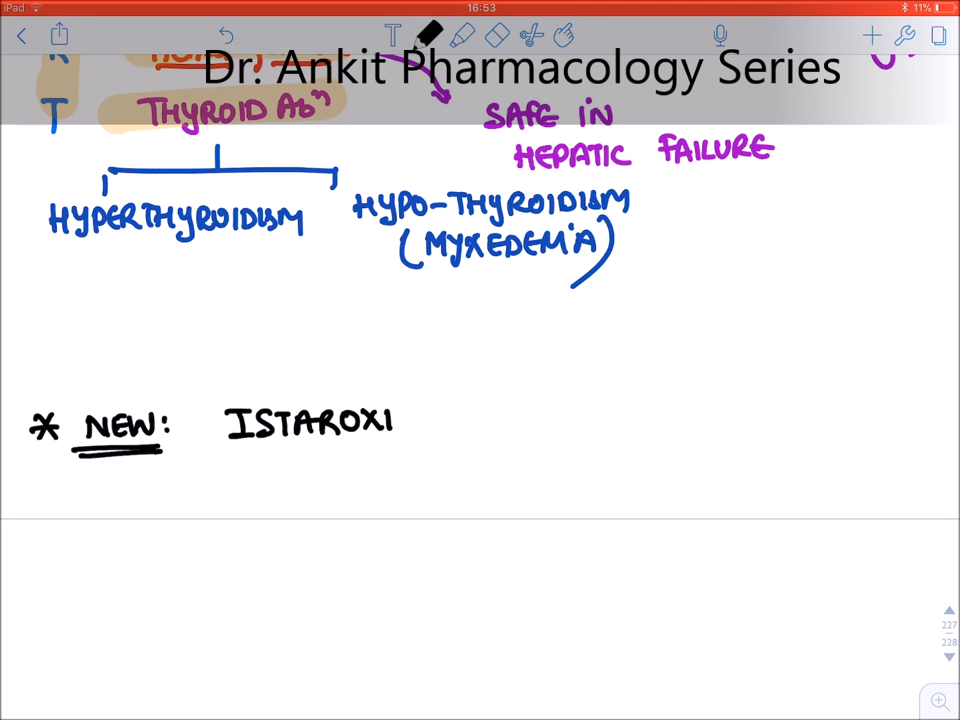 iPad 16:53 11%
Dr. Ankit Pharmacology Series
T THYROID Abⁿ
SAFE IN
HEPATIC FAILURE
HYPERTHYROIDISM
HYPO-THYROIDISM
(MYXEDEMIA)
* NEW: ISTAROXI
227
228